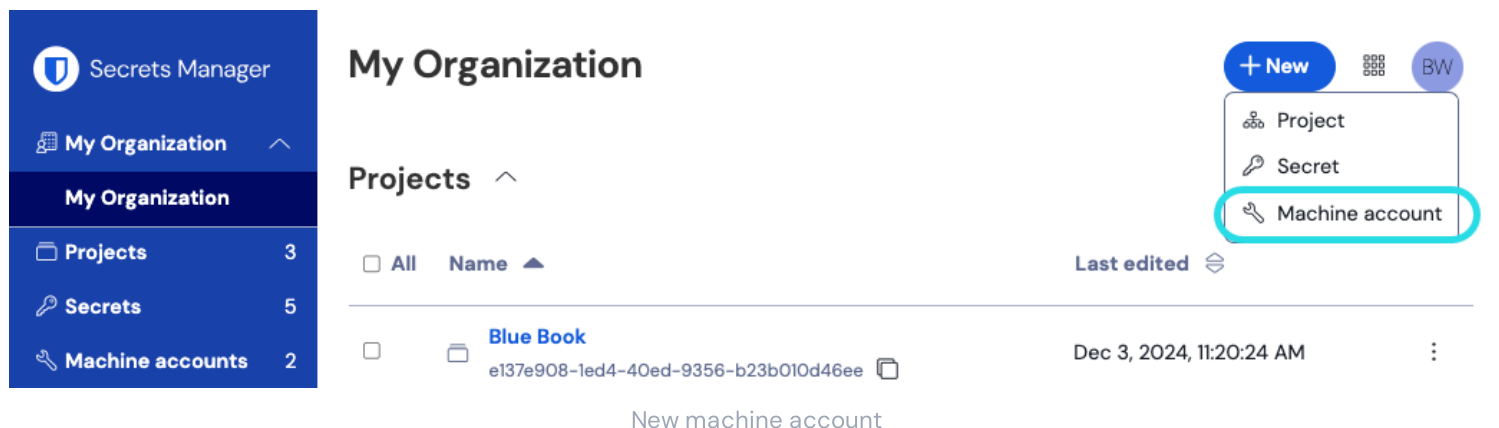 Secrets Manager
My Organization
My Organization
Projects 3
Secrets 5
Machine accounts 2
My Organization
+ New
BW
Project
Secret
Machine account
Projects
All Name Last edited
Blue Book
e137e908-1ed4-40ed-9356-b23b010d46ee
Dec 3, 2024, 11:20:24 AM
New machine account